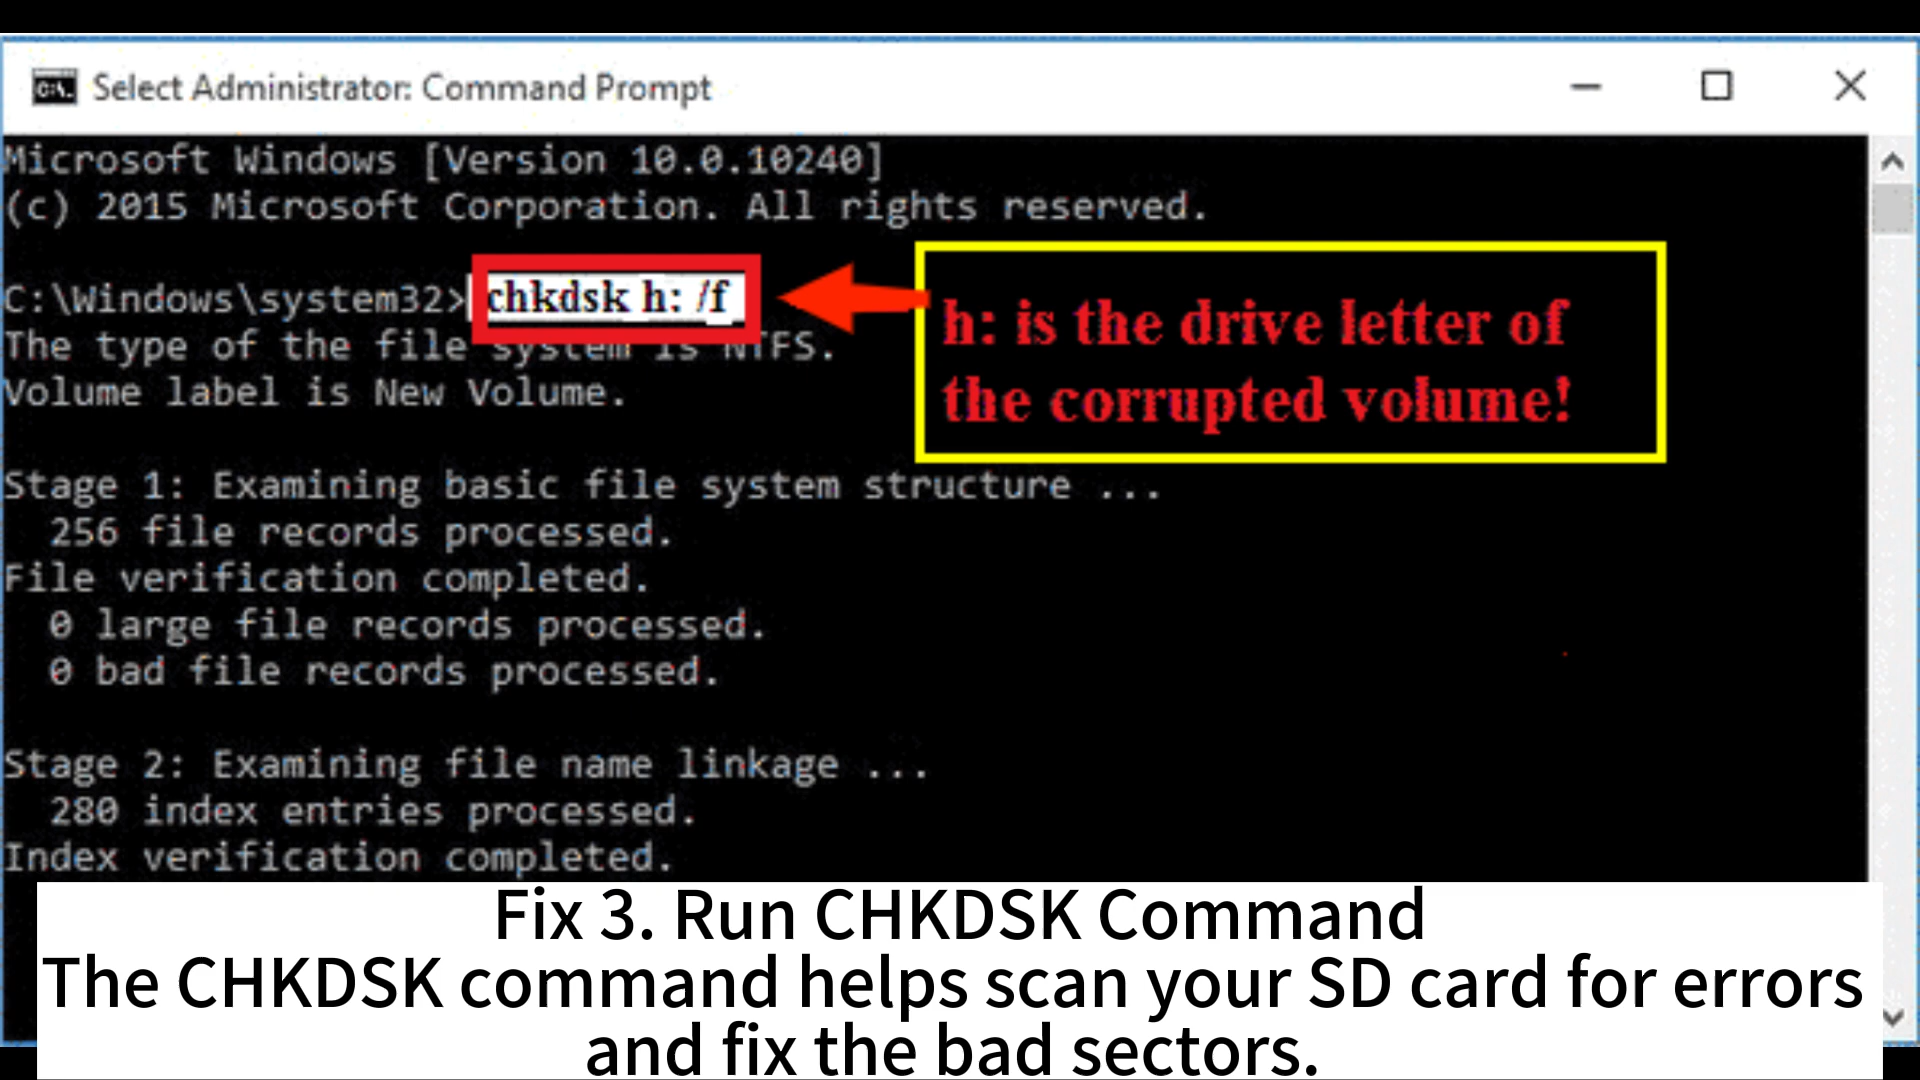 Select Administrator: Command Prompt
Microsoft Windows [Version 10.0.10240]
(c) 2015 Microsoft Corporation. All rights reserved.
C:\Windows\system32>chkdsk h: /f
h: is the drive letter of
the corrupted volume!
The type of the file system is NTFS.
Volume label is New Volume.
Stage 1: Examining basic file system structure ...
256 file records processed.
File verification completed.
0 large file records processed.
0 bad file records processed.
Stage 2: Examining file name linkage ...
280 index entries processed.
Index verification completed.
Fix 3. Run CHKDSK Command
The CHKDSK command helps scan your SD card for errors
and fix the bad sectors.